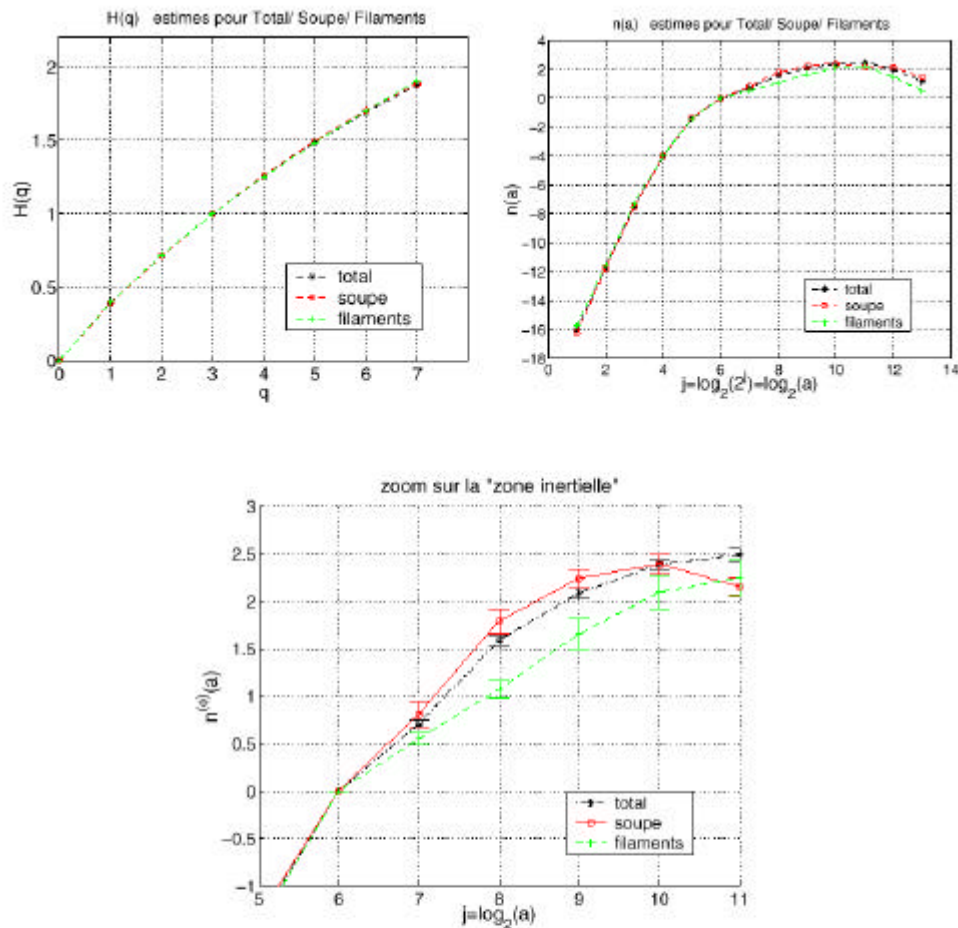 H(q) estimes pour Total/ Soupe/ Filaments
2
1.5
1
0.5
0
H(q)
total
soupe
filaments
0 1 2 3 4 5 6 7
q
n(a) estimes pour Total/ Soupe/ Filaments
4
2
0
−2
−4
−6
−8
−10
−12
−14
−16
−18
n(a)
total
soupe
filaments
0 2 4 6 8 10 12 14
j=log2(2^j)=log2(a)
zoom sur la "zone inertielle"
3
2.5
2
1.5
1
0.5
0
−0.5
−1
n(φ)(a)
total
soupe
filaments
5 6 7 8 9 10 11
j=log2(a)